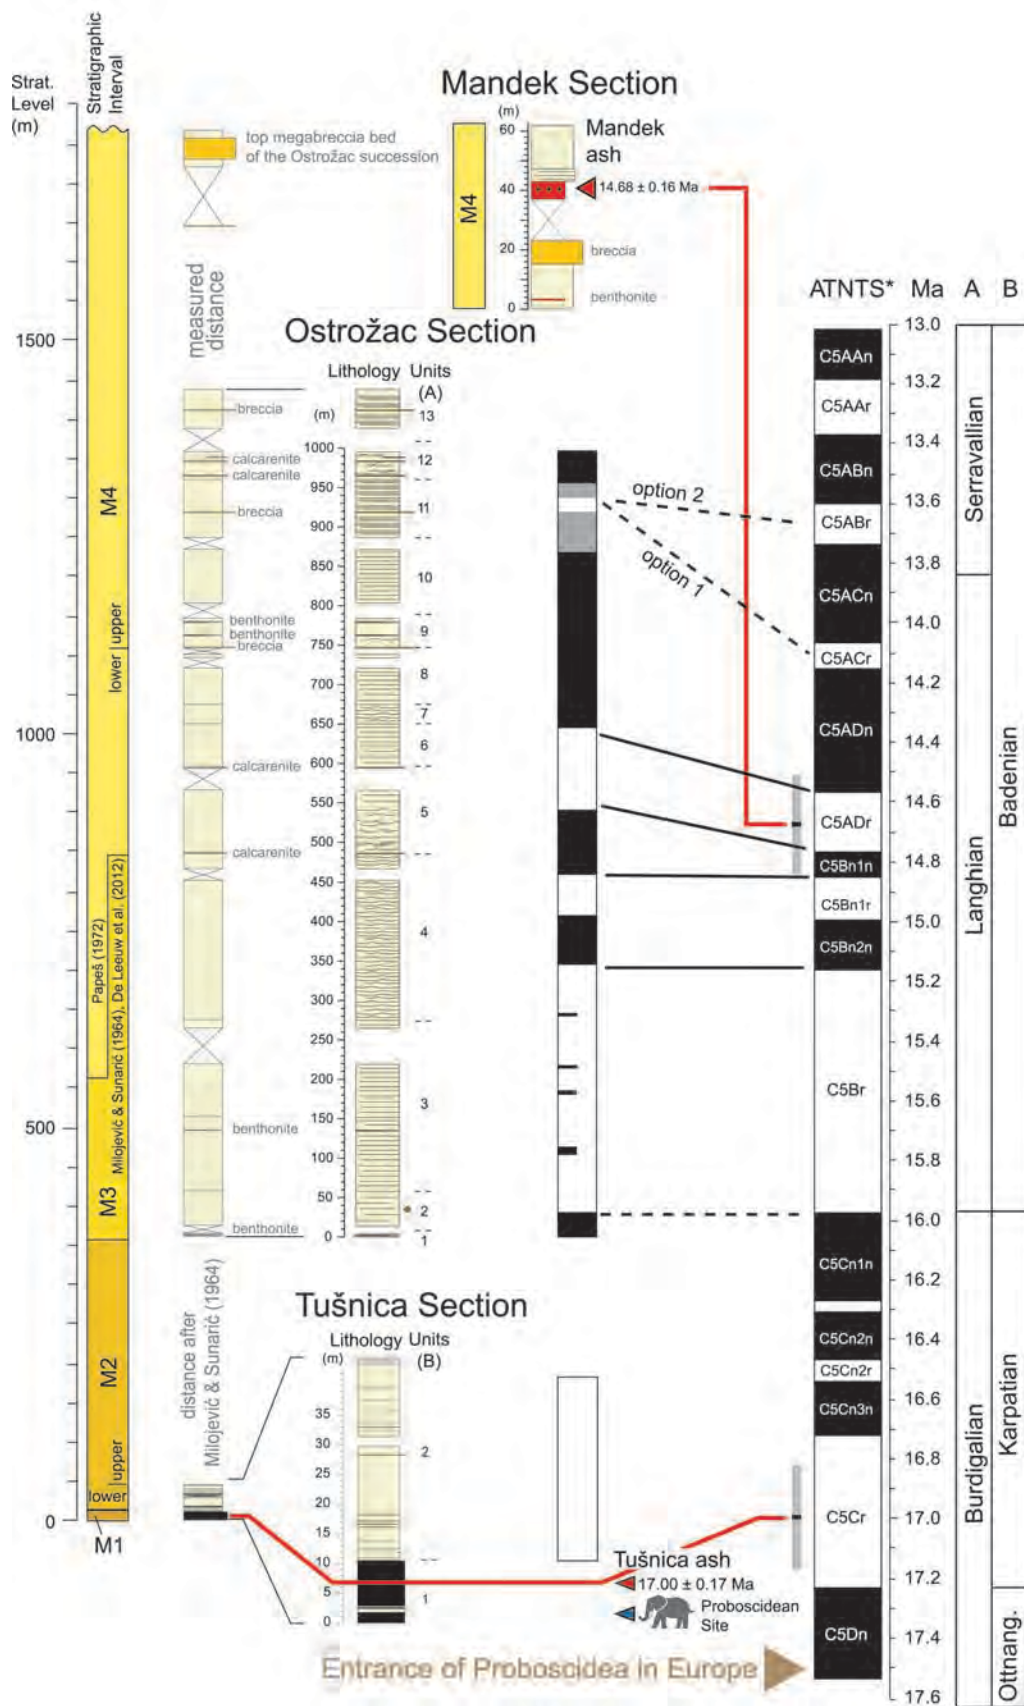 Strat.
Level
(m)
Stratigraphic
Interval
1500
1000
500
0
M4
lower | upper
Papeš (1972)
Milojević & Sunarić (1964), De Leeuw et al. (2012)
M3
M2
upper
lower
M1
top megabreccia bed
of the Ostrožac succession
measured
distance
breccia
calcarenite
calcarenite
breccia
benthonite
benthonite
breccia
calcarenite
calcarenite
benthonite
benthonite
distance after
Milojević & Sunarić (1964)
Mandek Section
(m)
60
40
20
0
M4
Mandek
ash
14.68 ± 0.16 Ma
breccia
benthonite
Ostrožac Section
Lithology Units
(m) (A)
1000
950
900
850
800
750
700
650
600
550
500
450
400
350
300
250
200
150
1000
50
0
13
12
11
10
9
8
7
6
5
4
3
2
1
option 2
option 1
Tušnica Section
Lithology Units
(m) (B)
35
30
25
20
15
10
5
0
2
1
Tušnica ash
17.00 ± 0.17 Ma
Proboscidean
Site
Entrance of Proboscidea in Europe
ATNTS* Ma A B
C5AAn
C5AAr
C5ABn
C5ABr
C5ACn
C5ACr
C5ADn
C5ADr
C5Bn1n
C5Bn1r
C5Bn2n
C5Br
C5Cn1n
C5Cn2n
C5Cn2r
C5Cn3n
C5Cr
C5Dn
13.0
13.2
13.4
13.6
13.8
14.0
14.2
14.4
14.6
14.8
15.0
15.2
15.4
15.6
15.8
16.0
16.2
16.4
16.6
16.8
17.0
17.2
17.4
17.6
Serravallian
Langhian
Burdigalian
Badenian
Karpatian
Ottnang.